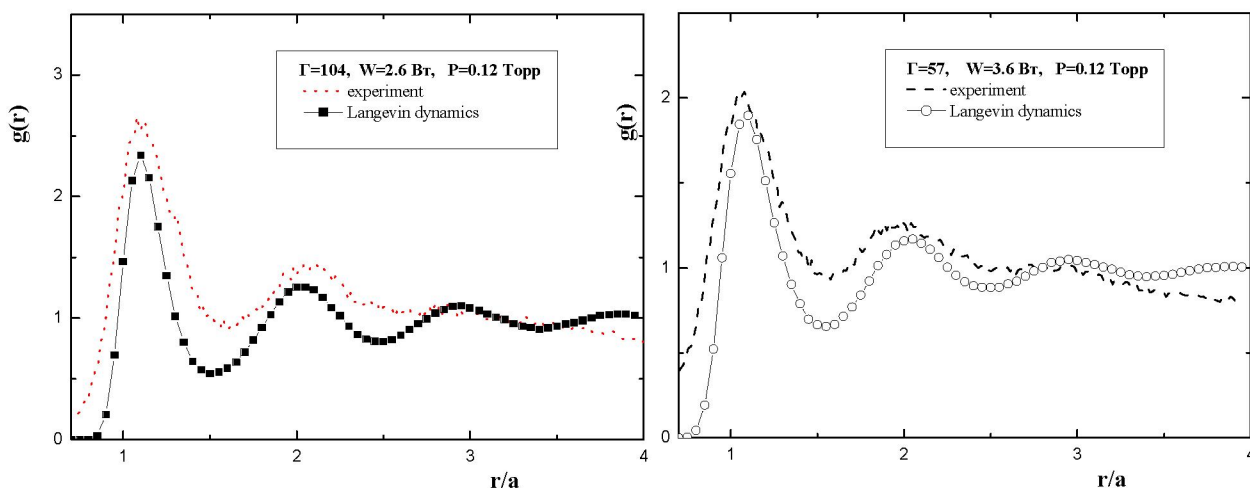 Γ=104, W=2.6 Вт, P=0.12 Торр
experiment
Langevin dynamics
g(r)
3
2
1
0
1
2
3
4
r/a
Γ=57, W=3.6 Вт, P=0.12 Торр
experiment
Langevin dynamics
g(r)
2
1
0
1
2
3
4
r/a